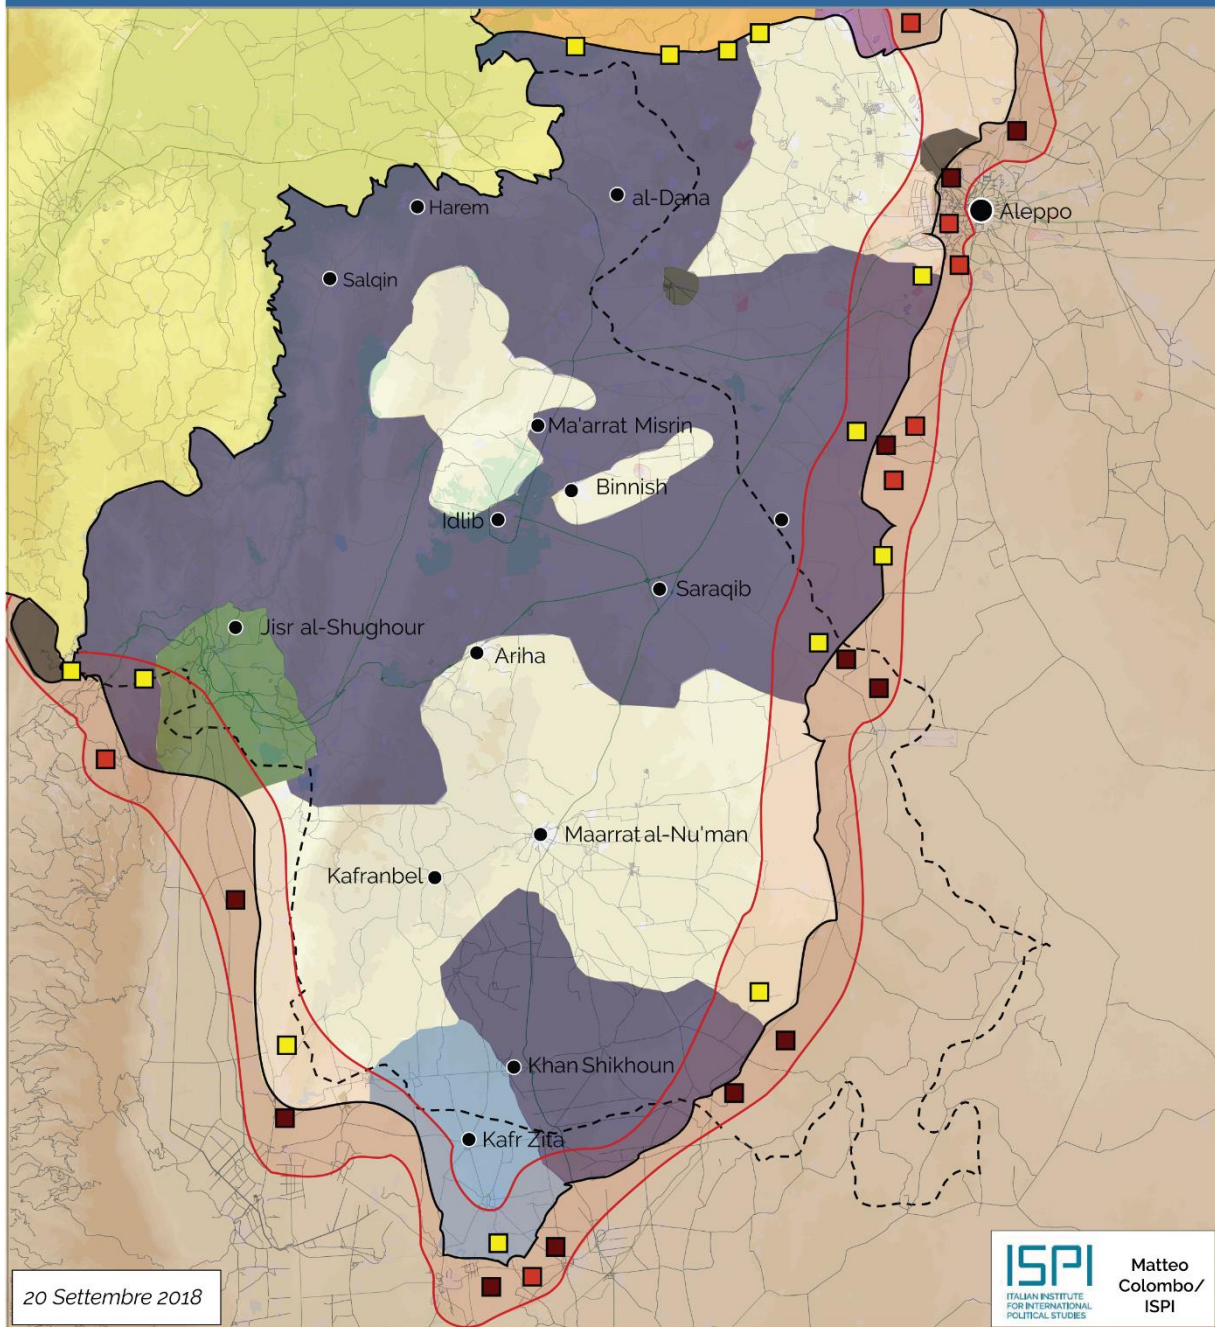 Harem
al-Dana
Aleppo
Salqin
Ma'arrat Misrin
Binnish
Idlib
Saraqib
Jisr al-Shughour
Ariha
Maarrat al-Nu'man
Kafranbel
Khan Shikhoun
Kafr Zita
20 Settembre 2018
ISPI
ITALIAN INSTITUTE
FOR INTERNATIONAL
POLITICAL STUDIES
Matteo
Colombo/
ISPI